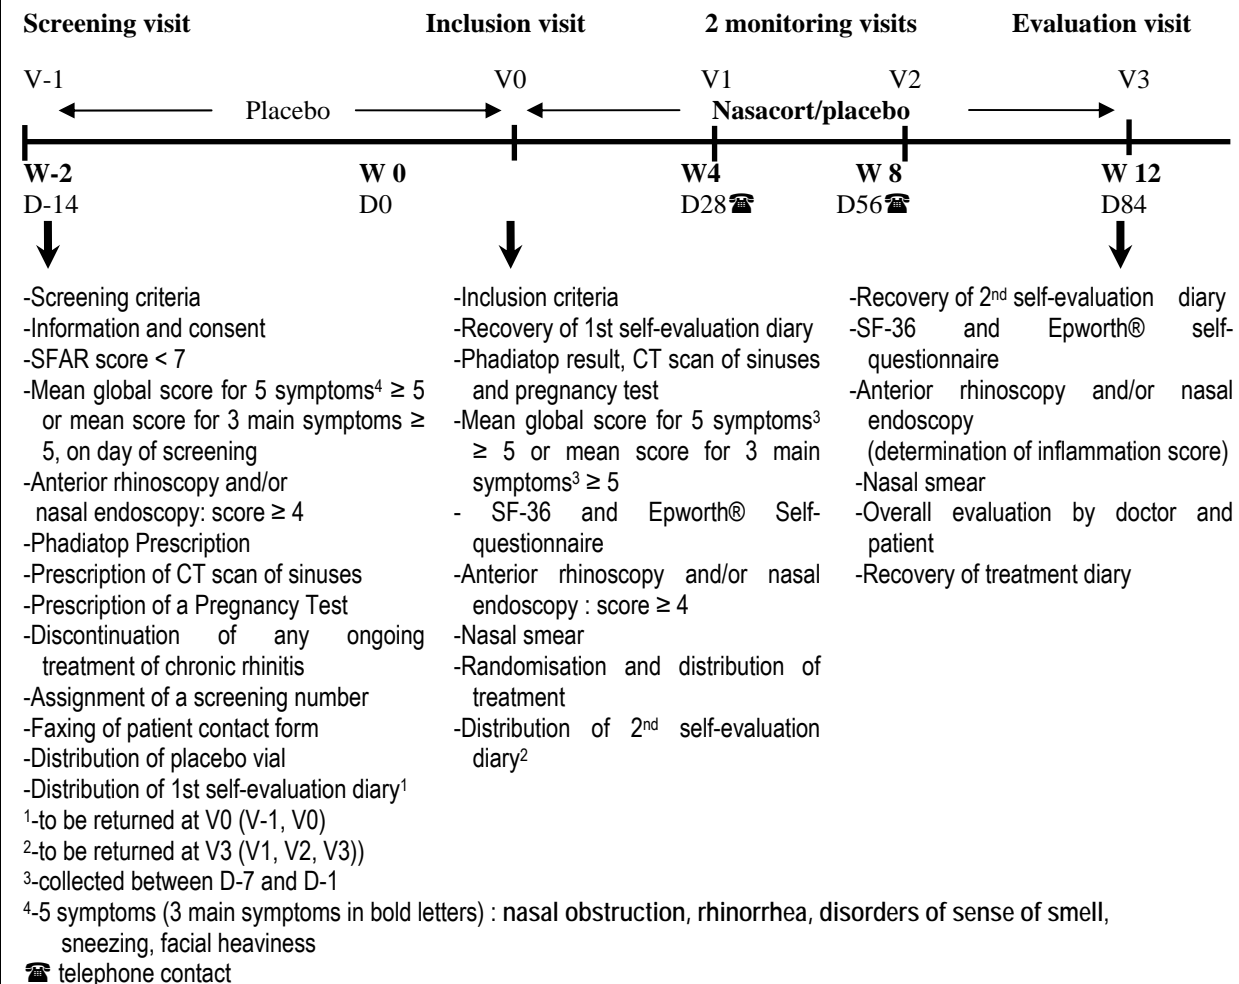 Screening visit Inclusion visit 2 monitoring visits Evaluation visit
V-1 V0 V1 V2 V3
Placebo Nasacort/placebo
W-2 W 0 W4 W 8 W 12
D-14 D0 D28☎ D56☎ D84
-Screening criteria
-Information and consent
-SFAR score < 7
-Mean global score for 5 symptoms⁴ ≥ 5
or mean score for 3 main symptoms ≥
5, on day of screening
-Anterior rhinoscopy and/or
nasal endoscopy: score ≥ 4
-Phadiatop Prescription
-Prescription of CT scan of sinuses
-Prescription of a Pregnancy Test
-Discontinuation of any ongoing
treatment of chronic rhinitis
-Assignment of a screening number
-Faxing of patient contact form
-Distribution of placebo vial
-Distribution of 1st self-evaluation diary¹
-Inclusion criteria
-Recovery of 1st self-evaluation diary
-Phadiatop result, CT scan of sinuses
and pregnancy test
-Mean global score for 5 symptoms³
≥ 5 or mean score for 3 main
symptoms³ ≥ 5
- SF-36 and Epworth® Self-
questionnaire
-Anterior rhinoscopy and/or nasal
endoscopy : score ≥ 4
-Nasal smear
-Randomisation and distribution of
treatment
-Distribution of 2nd self-evaluation
diary²
-Recovery of 2nd self-evaluation diary
-SF-36 and Epworth® self-
questionnaire
-Anterior rhinoscopy and/or nasal
endoscopy
(determination of inflammation score)
-Nasal smear
-Overall evaluation by doctor and
patient
-Recovery of treatment diary
¹-to be returned at V0 (V-1, V0)
²-to be returned at V3 (V1, V2, V3))
³-collected between D-7 and D-1
⁴-5 symptoms (3 main symptoms in bold letters) : nasal obstruction, rhinorrhea, disorders of sense of smell,
sneezing, facial heaviness
☎ telephone contact